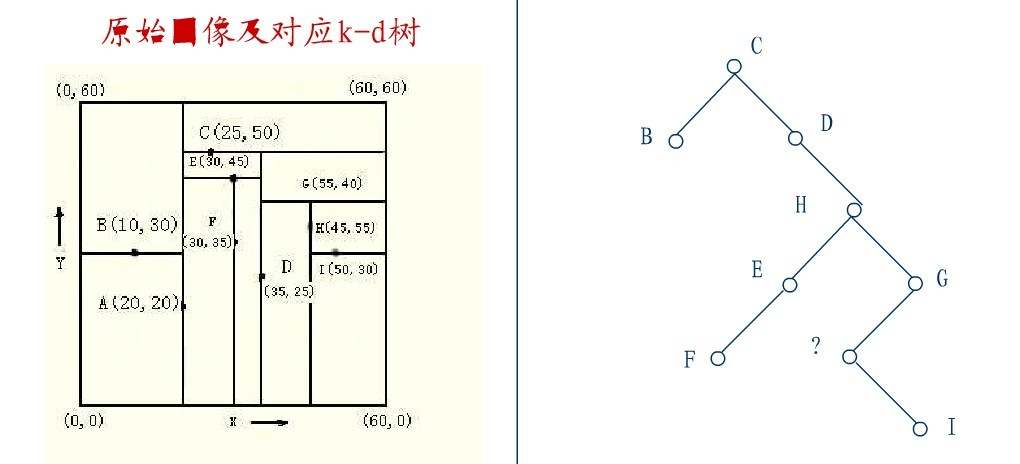 原始圖像及对应k-d树
(0,60)
(60,60)
C(25,50)
E(30,45)
G(55,40)
B(10,30)
F
(30,35)
H(45,55)
Y
D
I(50,30)
(35,25)
A(20,20)
(0,0)
X
(60,0)
C
B
D
H
E
G
F
?
I